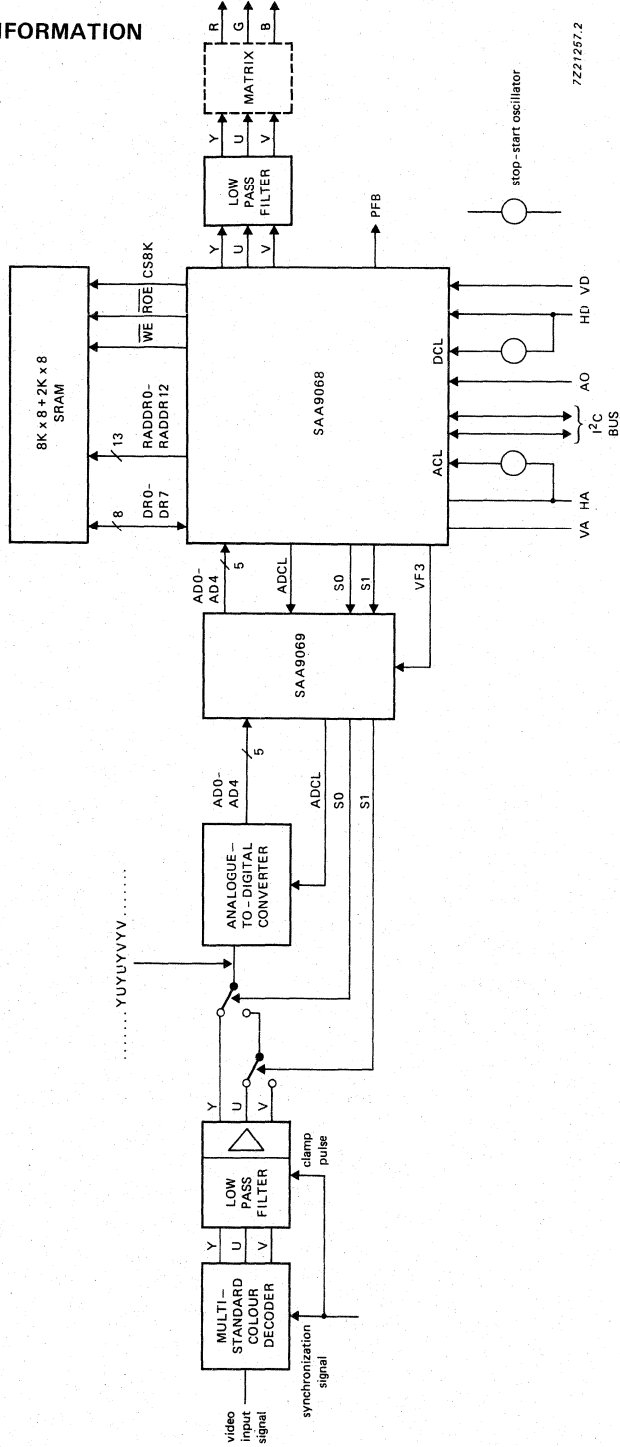 NFORMATION
R
G
B
MATRIX
Y
U
V
LOW
PASS
FILTER
Y
U
V
PFB
7Z21257.2
stop-start oscillator
8K x 8 + 2K x 8
SRAM
CS8K
ROE
WE
13
RADDR0-
RADDR12
8
DR0-
DR7
SAA9068
VD
HD
DCL
AO
I²C
BUS
ACL
HA
VA
AD0-
AD4
5
ADCL
S0
S1
VF3
SAA9069
AD0-
AD4
5
ADCL
S0
S1
ANALOGUE-
TO-DIGITAL
CONVERTER
........YUYUYVYV........
Y
U
V
LOW
PASS
FILTER
clamp
pulse
Y
U
V
MULTI-
STANDARD
COLOUR
DECODER
synchronization
signal
video
input
signal